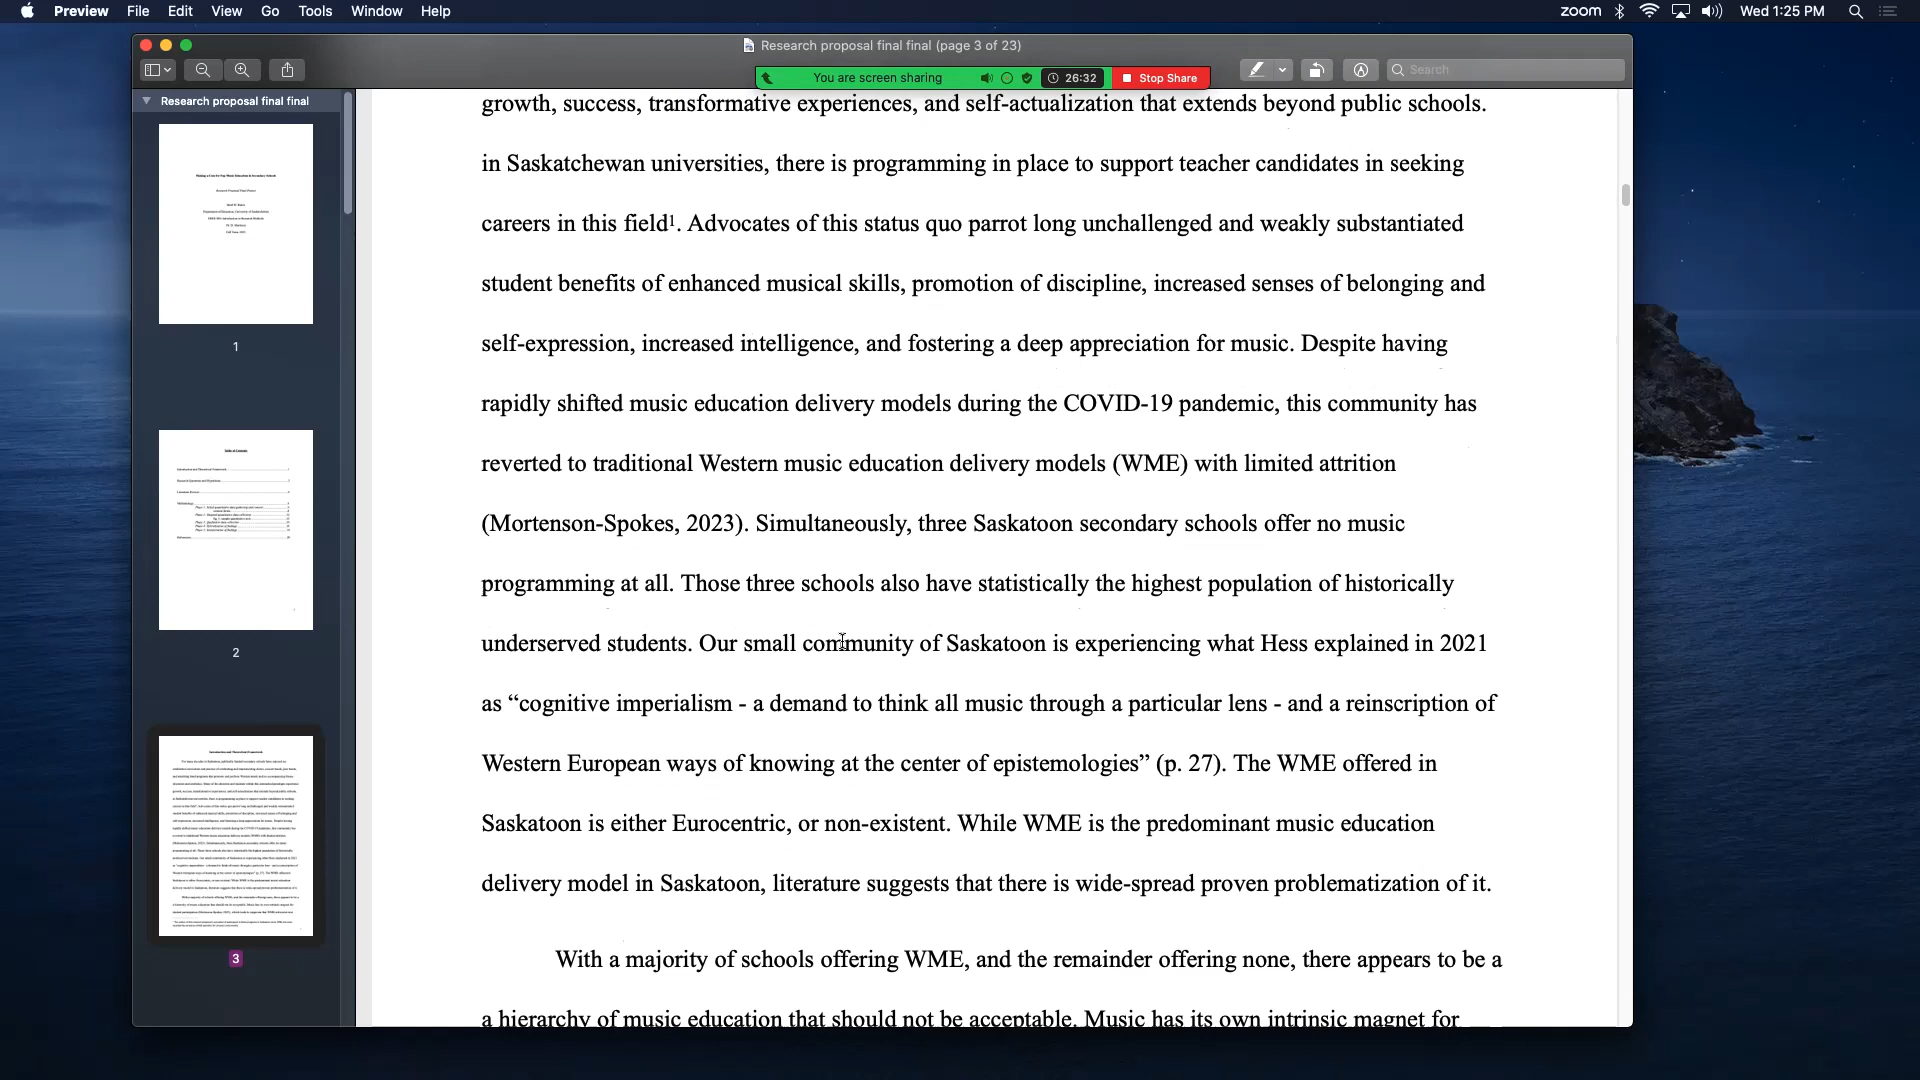 Preview File Edit View Go Tools Window Help
zoom Wed 1:25 PM
Research proposal final final (page 3 of 23)
You are screen sharing 26:32 Stop Share
Search
Research proposal final final
1
2
Introduction and Theoretical Framework
3
growth, success, transformative experiences, and self-actualization that extends beyond public schools.
in Saskatchewan universities, there is programming in place to support teacher candidates in seeking
careers in this field¹. Advocates of this status quo parrot long unchallenged and weakly substantiated
student benefits of enhanced musical skills, promotion of discipline, increased senses of belonging and
self-expression, increased intelligence, and fostering a deep appreciation for music. Despite having
rapidly shifted music education delivery models during the COVID-19 pandemic, this community has
reverted to traditional Western music education delivery models (WME) with limited attrition
(Mortenson-Spokes, 2023). Simultaneously, three Saskatoon secondary schools offer no music
programming at all. Those three schools also have statistically the highest population of historically
underserved students. Our small community of Saskatoon is experiencing what Hess explained in 2021
as “cognitive imperialism - a demand to think all music through a particular lens - and a reinscription of
Western European ways of knowing at the center of epistemologies” (p. 27). The WME offered in
Saskatoon is either Eurocentric, or non-existent. While WME is the predominant music education
delivery model in Saskatoon, literature suggests that there is wide-spread proven problematization of it.
With a majority of schools offering WME, and the remainder offering none, there appears to be a
a hierarchy of music education that should not be acceptable. Music has its own intrinsic magnet for